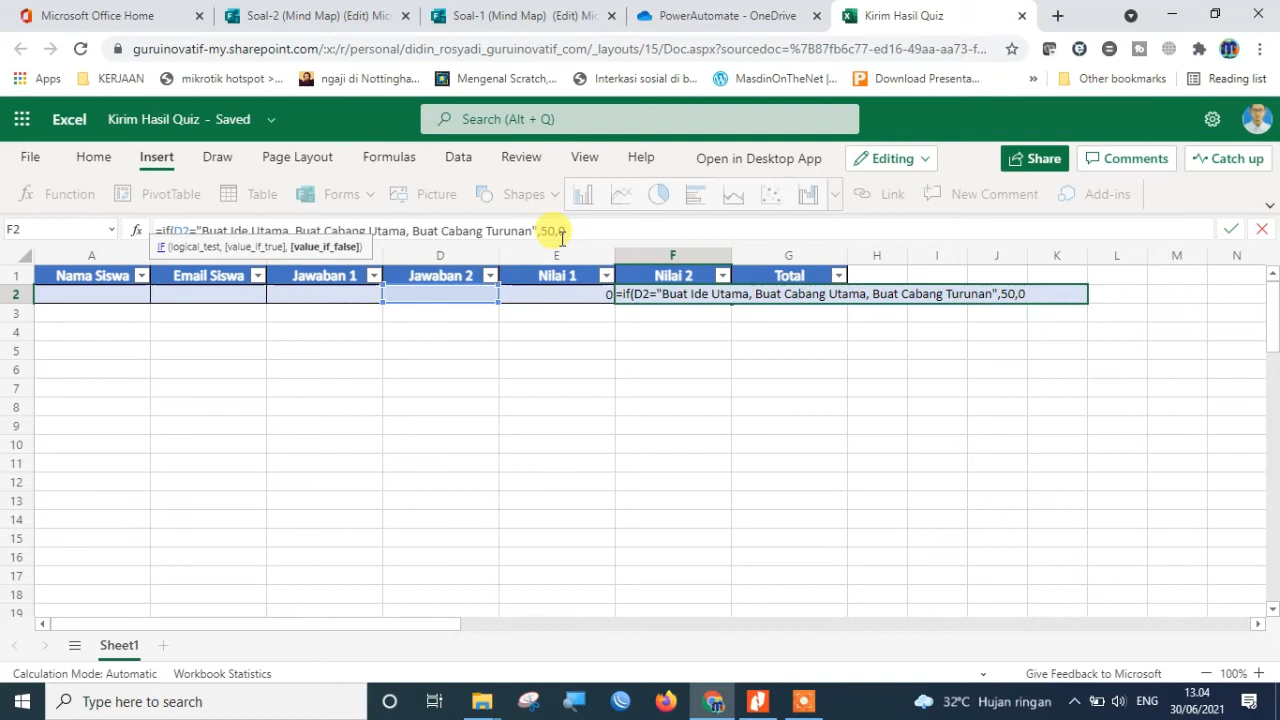 Microsoft Office Home
Soal-2 (Mind Map) (Edit) Mic
Soal-1 (Mind Map) (Edit) Mic
PowerAutomate - OneDrive
Kirim Hasil Quiz
guruinovatif-my.sharepoint.com/:x:/r/personal/didin_rosyadi_guruinovatif_com/_layouts/15/Doc.aspx?sourcedoc=%7B87fb6c77-ed16-49aa-aa73-f...
Apps KERJAAN mikrotik hotspot >... ngaji di Nottingha... Mengenal Scratch,... Interkasi sosial di b... MasdinOnTheNet |... Download Presenta... » Other bookmarks Reading list
Excel Kirim Hasil Quiz - Saved Search (Alt + Q)
File Home Insert Draw Page Layout Formulas Data Review View Help Open in Desktop App Editing Share Comments Catch up
fx Function PivotTable Table Forms Picture Shapes Link New Comment Add-ins
F2 fx =if(D2="Buat Ide Utama, Buat Cabang Utama, Buat Cabang Turunan",50,0
IF (logical_test, [value_if_true], [value_if_false])
A B C D E F G H I J K L M N
1 Nama Siswa Email Siswa Jawaban 1 Jawaban 2 Nilai 1 Nilai 2 Total
2 0 =if(D2="Buat Ide Utama, Buat Cabang Utama, Buat Cabang Turunan",50,0
3
4
5
6
7
8
9
10
11
12
13
14
15
16
17
18
19
Sheet1
Calculation Mode: Automatic Workbook Statistics Give Feedback to Microsoft 100%
Type here to search 32°C Hujan ringan ENG 13.04
30/06/2021